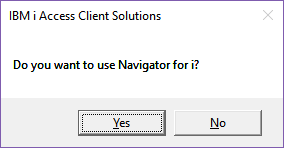 IBM i Access Client Solutions
Do you want to use Navigator for i?
Yes
No